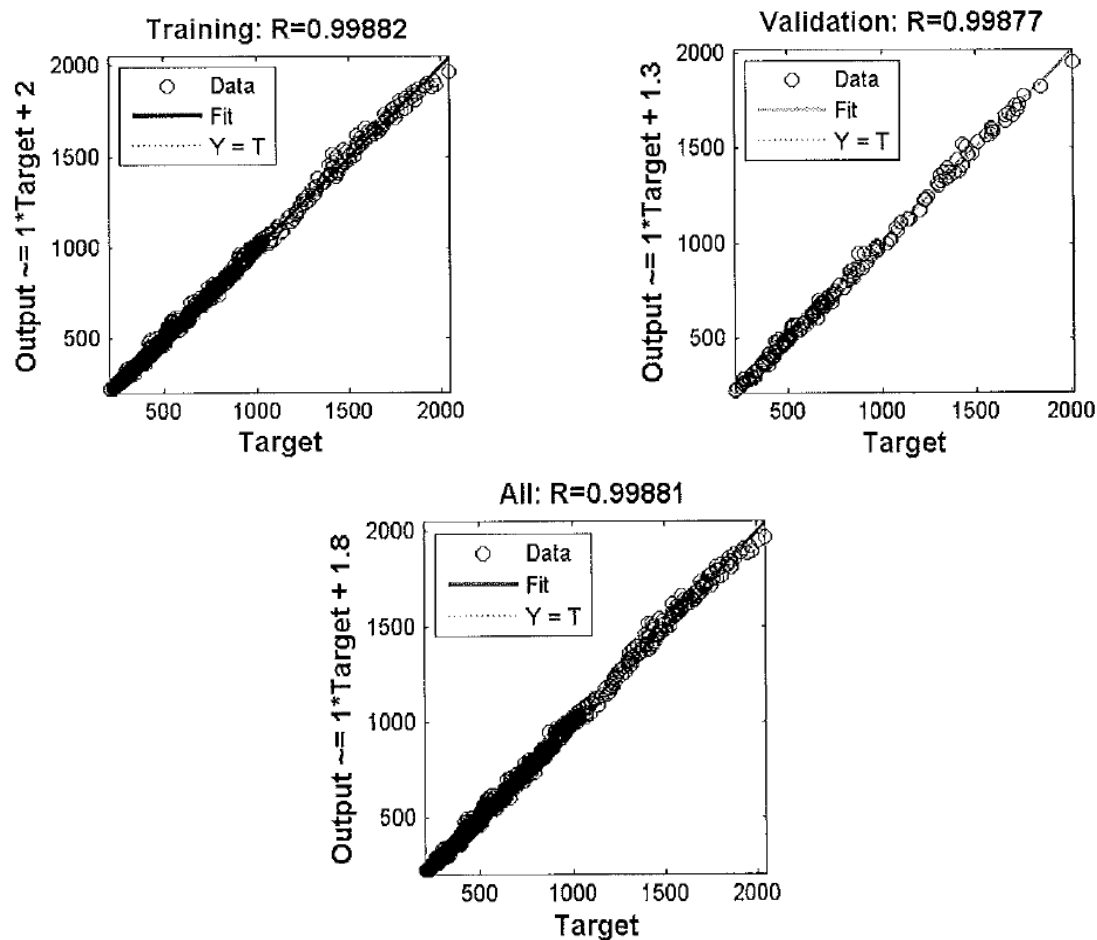 Training: R=0.99882
Output ~= 1*Target + 2
2000
1500
1000
500
Data
Fit
Y = T
500 1000 1500 2000
Target
Validation: R=0.99877
Output ~= 1*Target + 1.3
2000
1500
1000
500
Data
Fit
Y = T
500 1000 1500 2000
Target
All: R=0.99881
Output ~= 1*Target + 1.8
2000
1500
1000
500
Data
Fit
Y = T
500 1000 1500 2000
Target